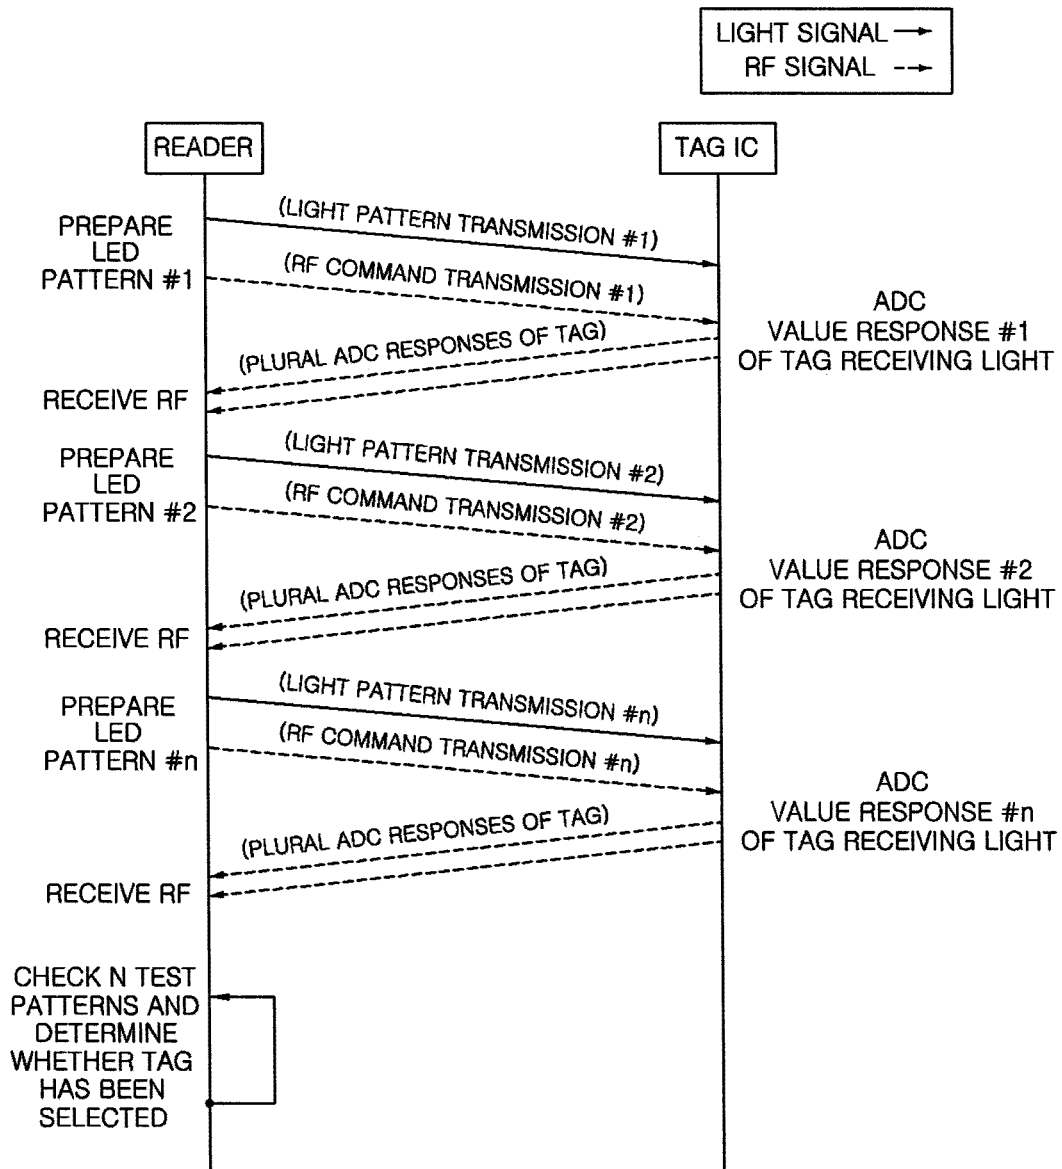 LIGHT SIGNAL
RF SIGNAL
READER
TAG IC
(LIGHT PATTERN TRANSMISSION #1)
PREPARE
LED
PATTERN #1
(RF COMMAND TRANSMISSION #1)
ADC
VALUE RESPONSE #1
OF TAG RECEIVING LIGHT
(PLURAL ADC RESPONSES OF TAG)
RECEIVE RF
(LIGHT PATTERN TRANSMISSION #2)
PREPARE
LED
PATTERN #2
(RF COMMAND TRANSMISSION #2)
ADC
VALUE RESPONSE #2
OF TAG RECEIVING LIGHT
(PLURAL ADC RESPONSES OF TAG)
RECEIVE RF
(LIGHT PATTERN TRANSMISSION #n)
PREPARE
LED
PATTERN #n
(RF COMMAND TRANSMISSION #n)
ADC
VALUE RESPONSE #n
OF TAG RECEIVING LIGHT
(PLURAL ADC RESPONSES OF TAG)
RECEIVE RF
CHECK N TEST
PATTERNS AND
DETERMINE
WHETHER TAG
HAS BEEN
SELECTED